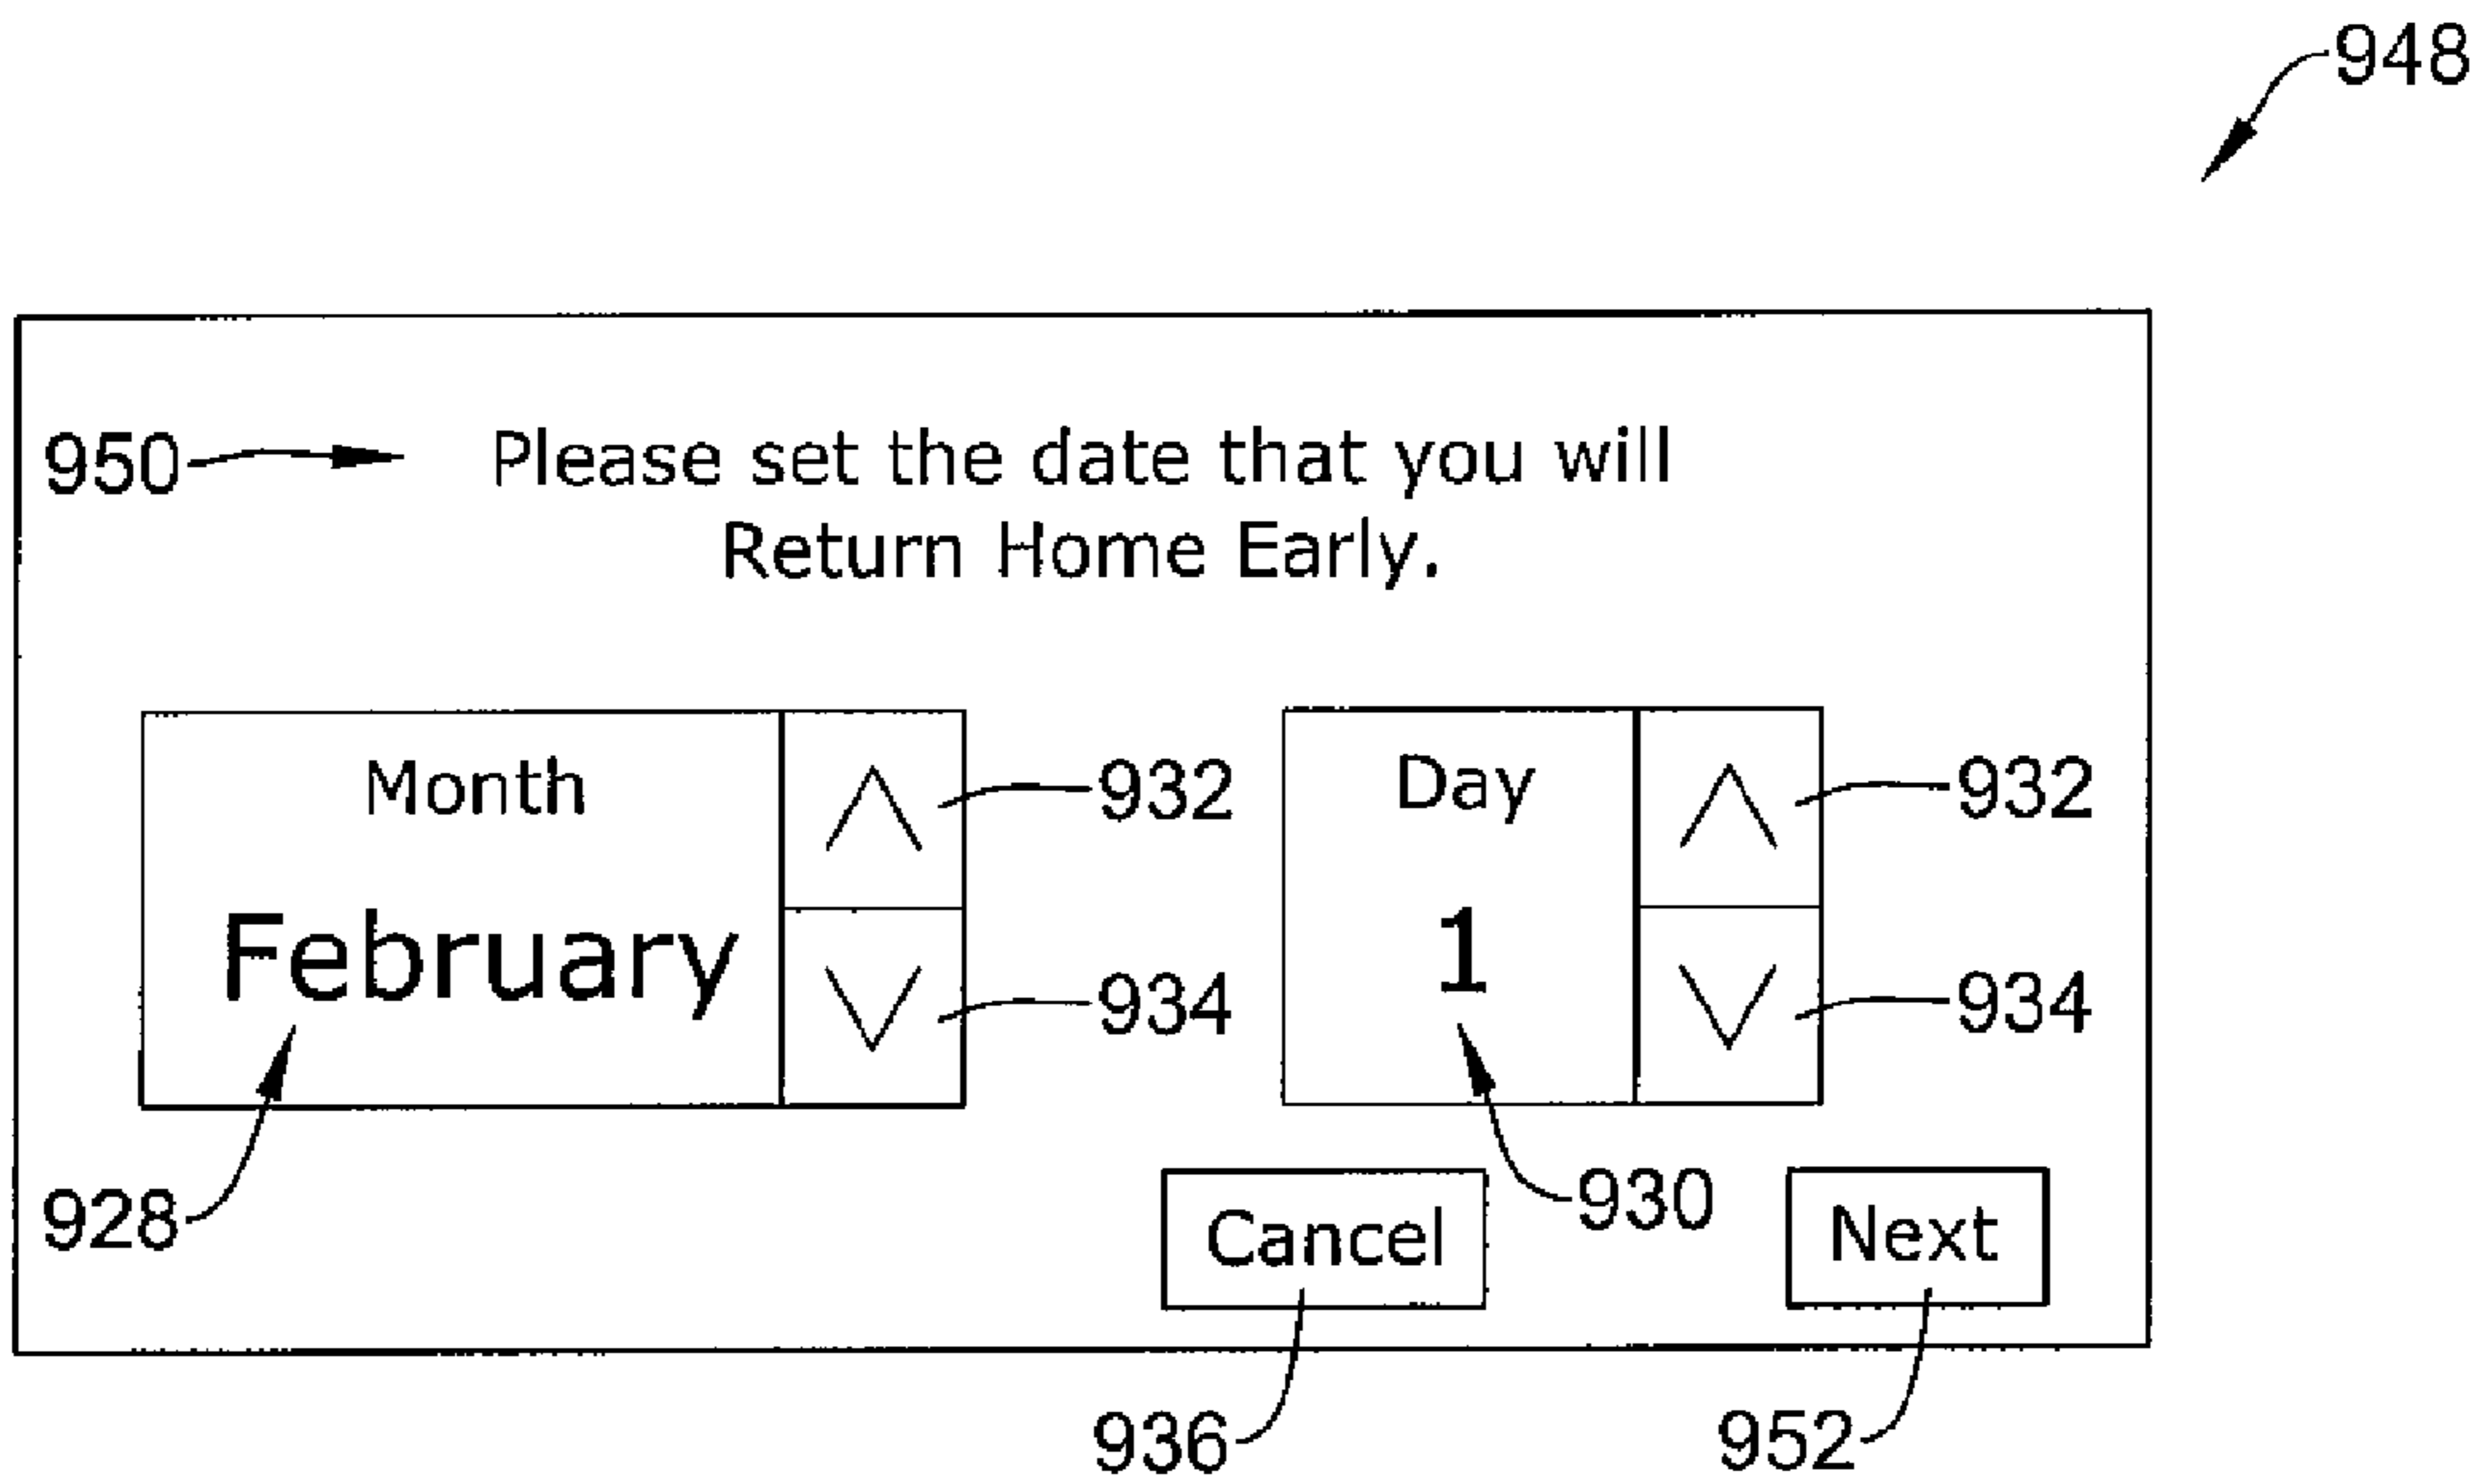 948
950 Please set the date that you will
Return Home Early.
Month 932 Day 932
February 934 1 934
928 Cancel 930 Next
936 952